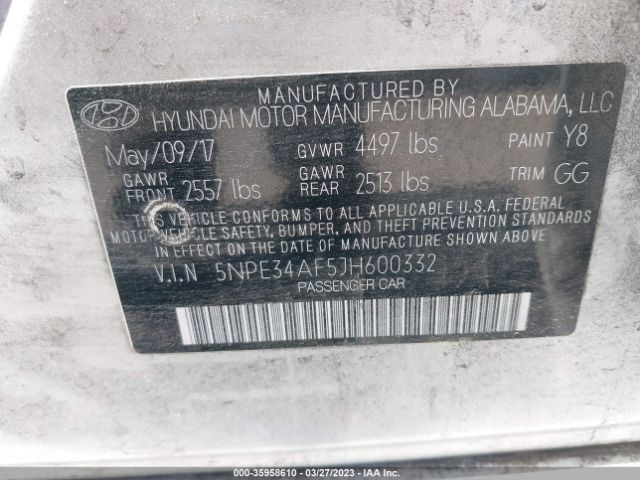 MANUFACTURED BY
HYUNDAI MOTOR MANUFACTURING ALABAMA, LLC
May/09/17 GVWR 4497 lbs PAINT Y8
GAWR FRONT 2557 lbs GAWR REAR 2513 lbs TRIM GG
THIS VEHICLE CONFORMS TO ALL APPLICABLE U.S.A. FEDERAL
MOTOR VEHICLE SAFETY, BUMPER, AND THEFT PREVENTION STANDARDS
IN EFFECT ON THE DATE OF MANUFACTURE SHOWN ABOVE.
V.I.N 5NPE34AF5JH600332
PASSENGER CAR
000-35958610 - 03/27/2023 - IAA Inc.